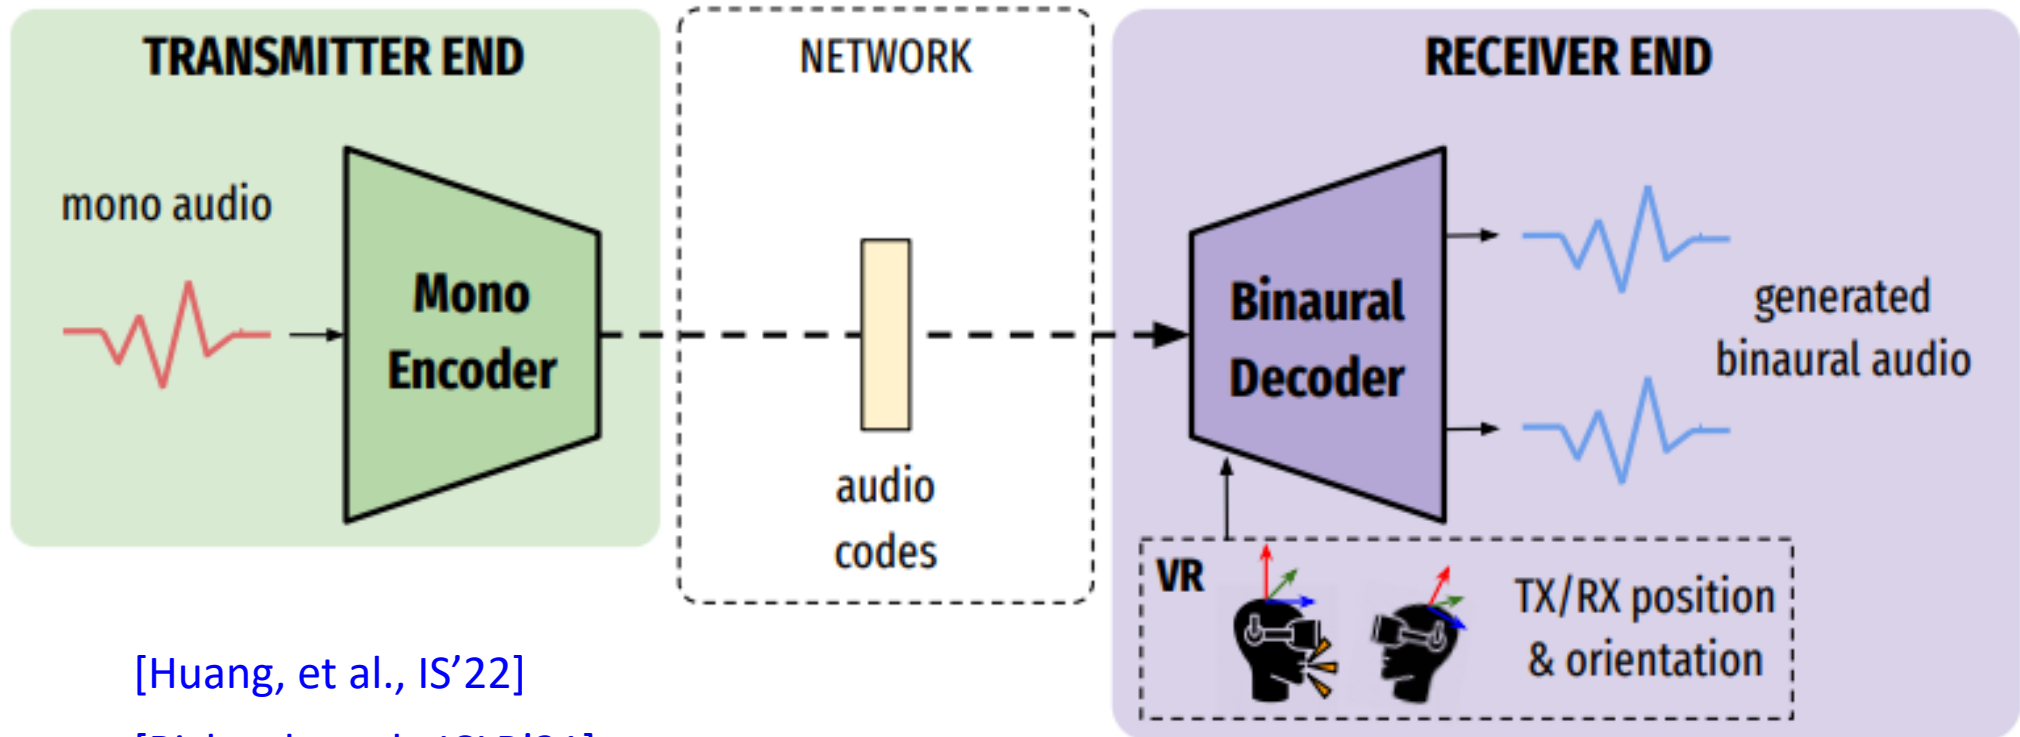 TRANSMITTER END
mono audio
Mono
Encoder
NETWORK
audio
codes
RECEIVER END
Binaural
Decoder
generated
binaural audio
VR
TX/RX position
& orientation
[Huang, et al., IS’22]